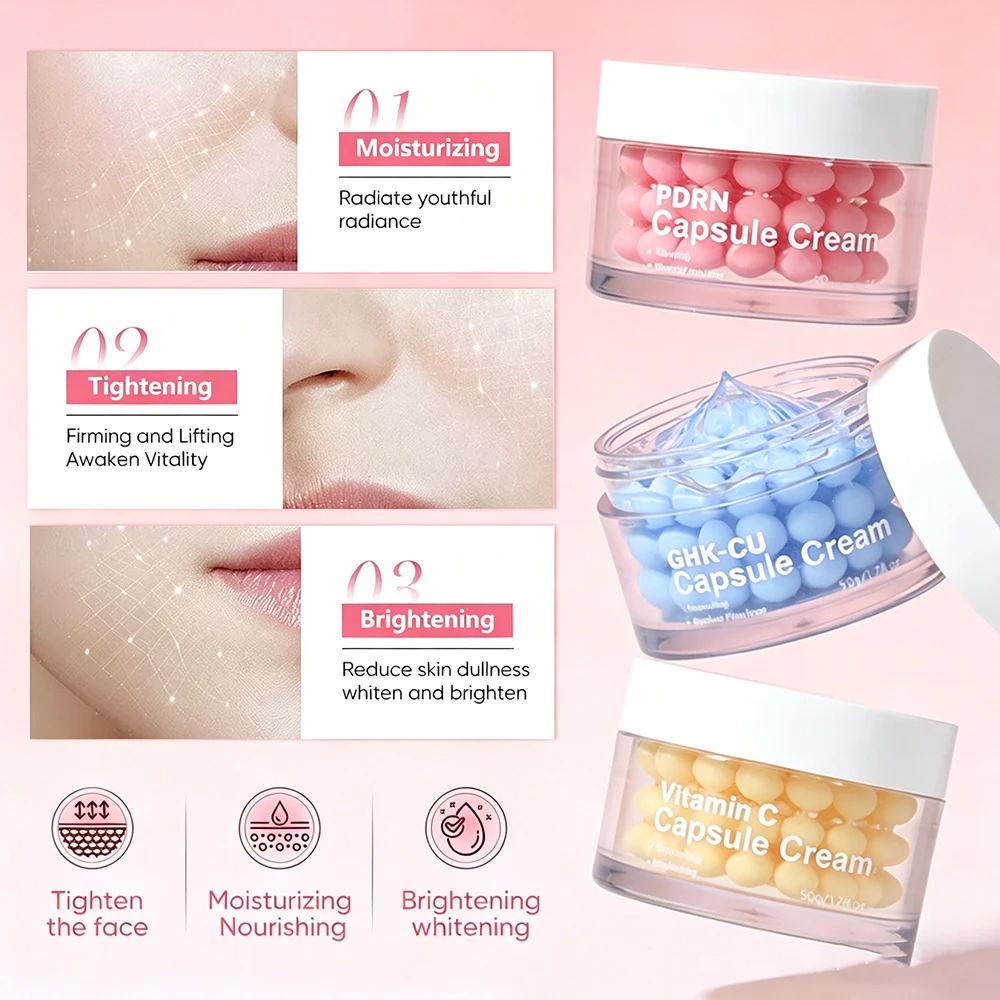 01
Moisturizing
Radiate youthful
radiance
02
Tightening
Firming and Lifting
Awaken Vitality
03
Brightening
Reduce skin dullness
whiten and brighten
Tighten
the face
Moisturizing
Nourishing
Brightening
whitening
PDRN
Capsule Cream
GHK-CU
Capsule Cream
Vitamin C
Capsule Cream